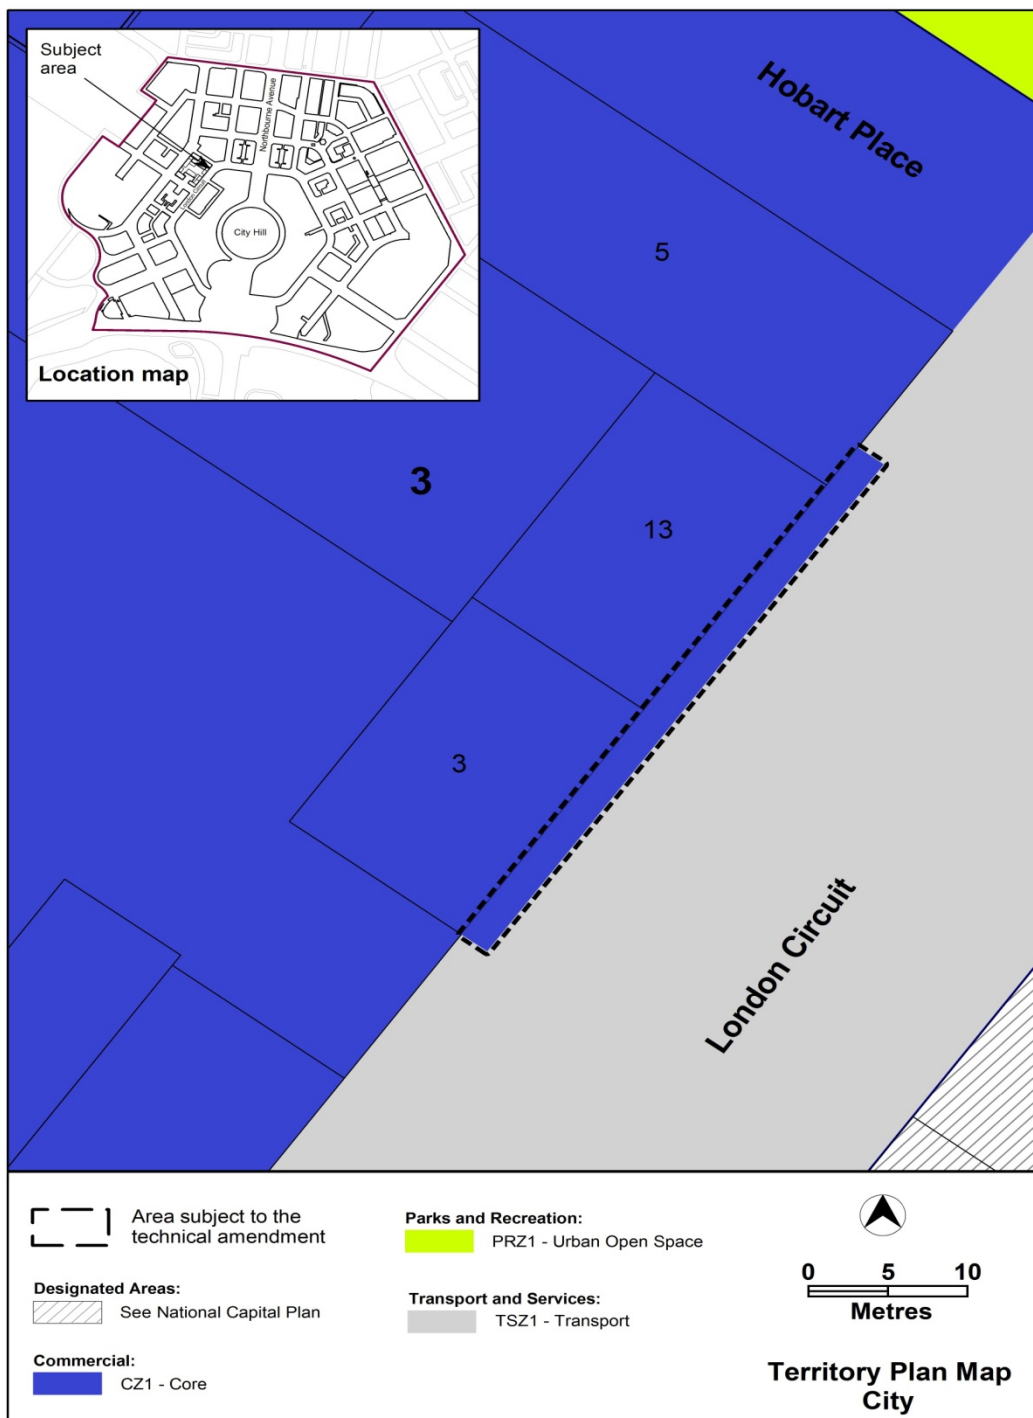 Subject
area
Northbourne Avenue
London Circuit
City Hill
Location map
Hobart Place
5
3
13
3
London Circuit
Area subject to the
technical amendment
Designated Areas:
See National Capital Plan
Commercial:
CZ1 - Core
Parks and Recreation:
PRZ1 - Urban Open Space
Transport and Services:
TSZ1 - Transport
0 5 10
Metres
Territory Plan Map
City